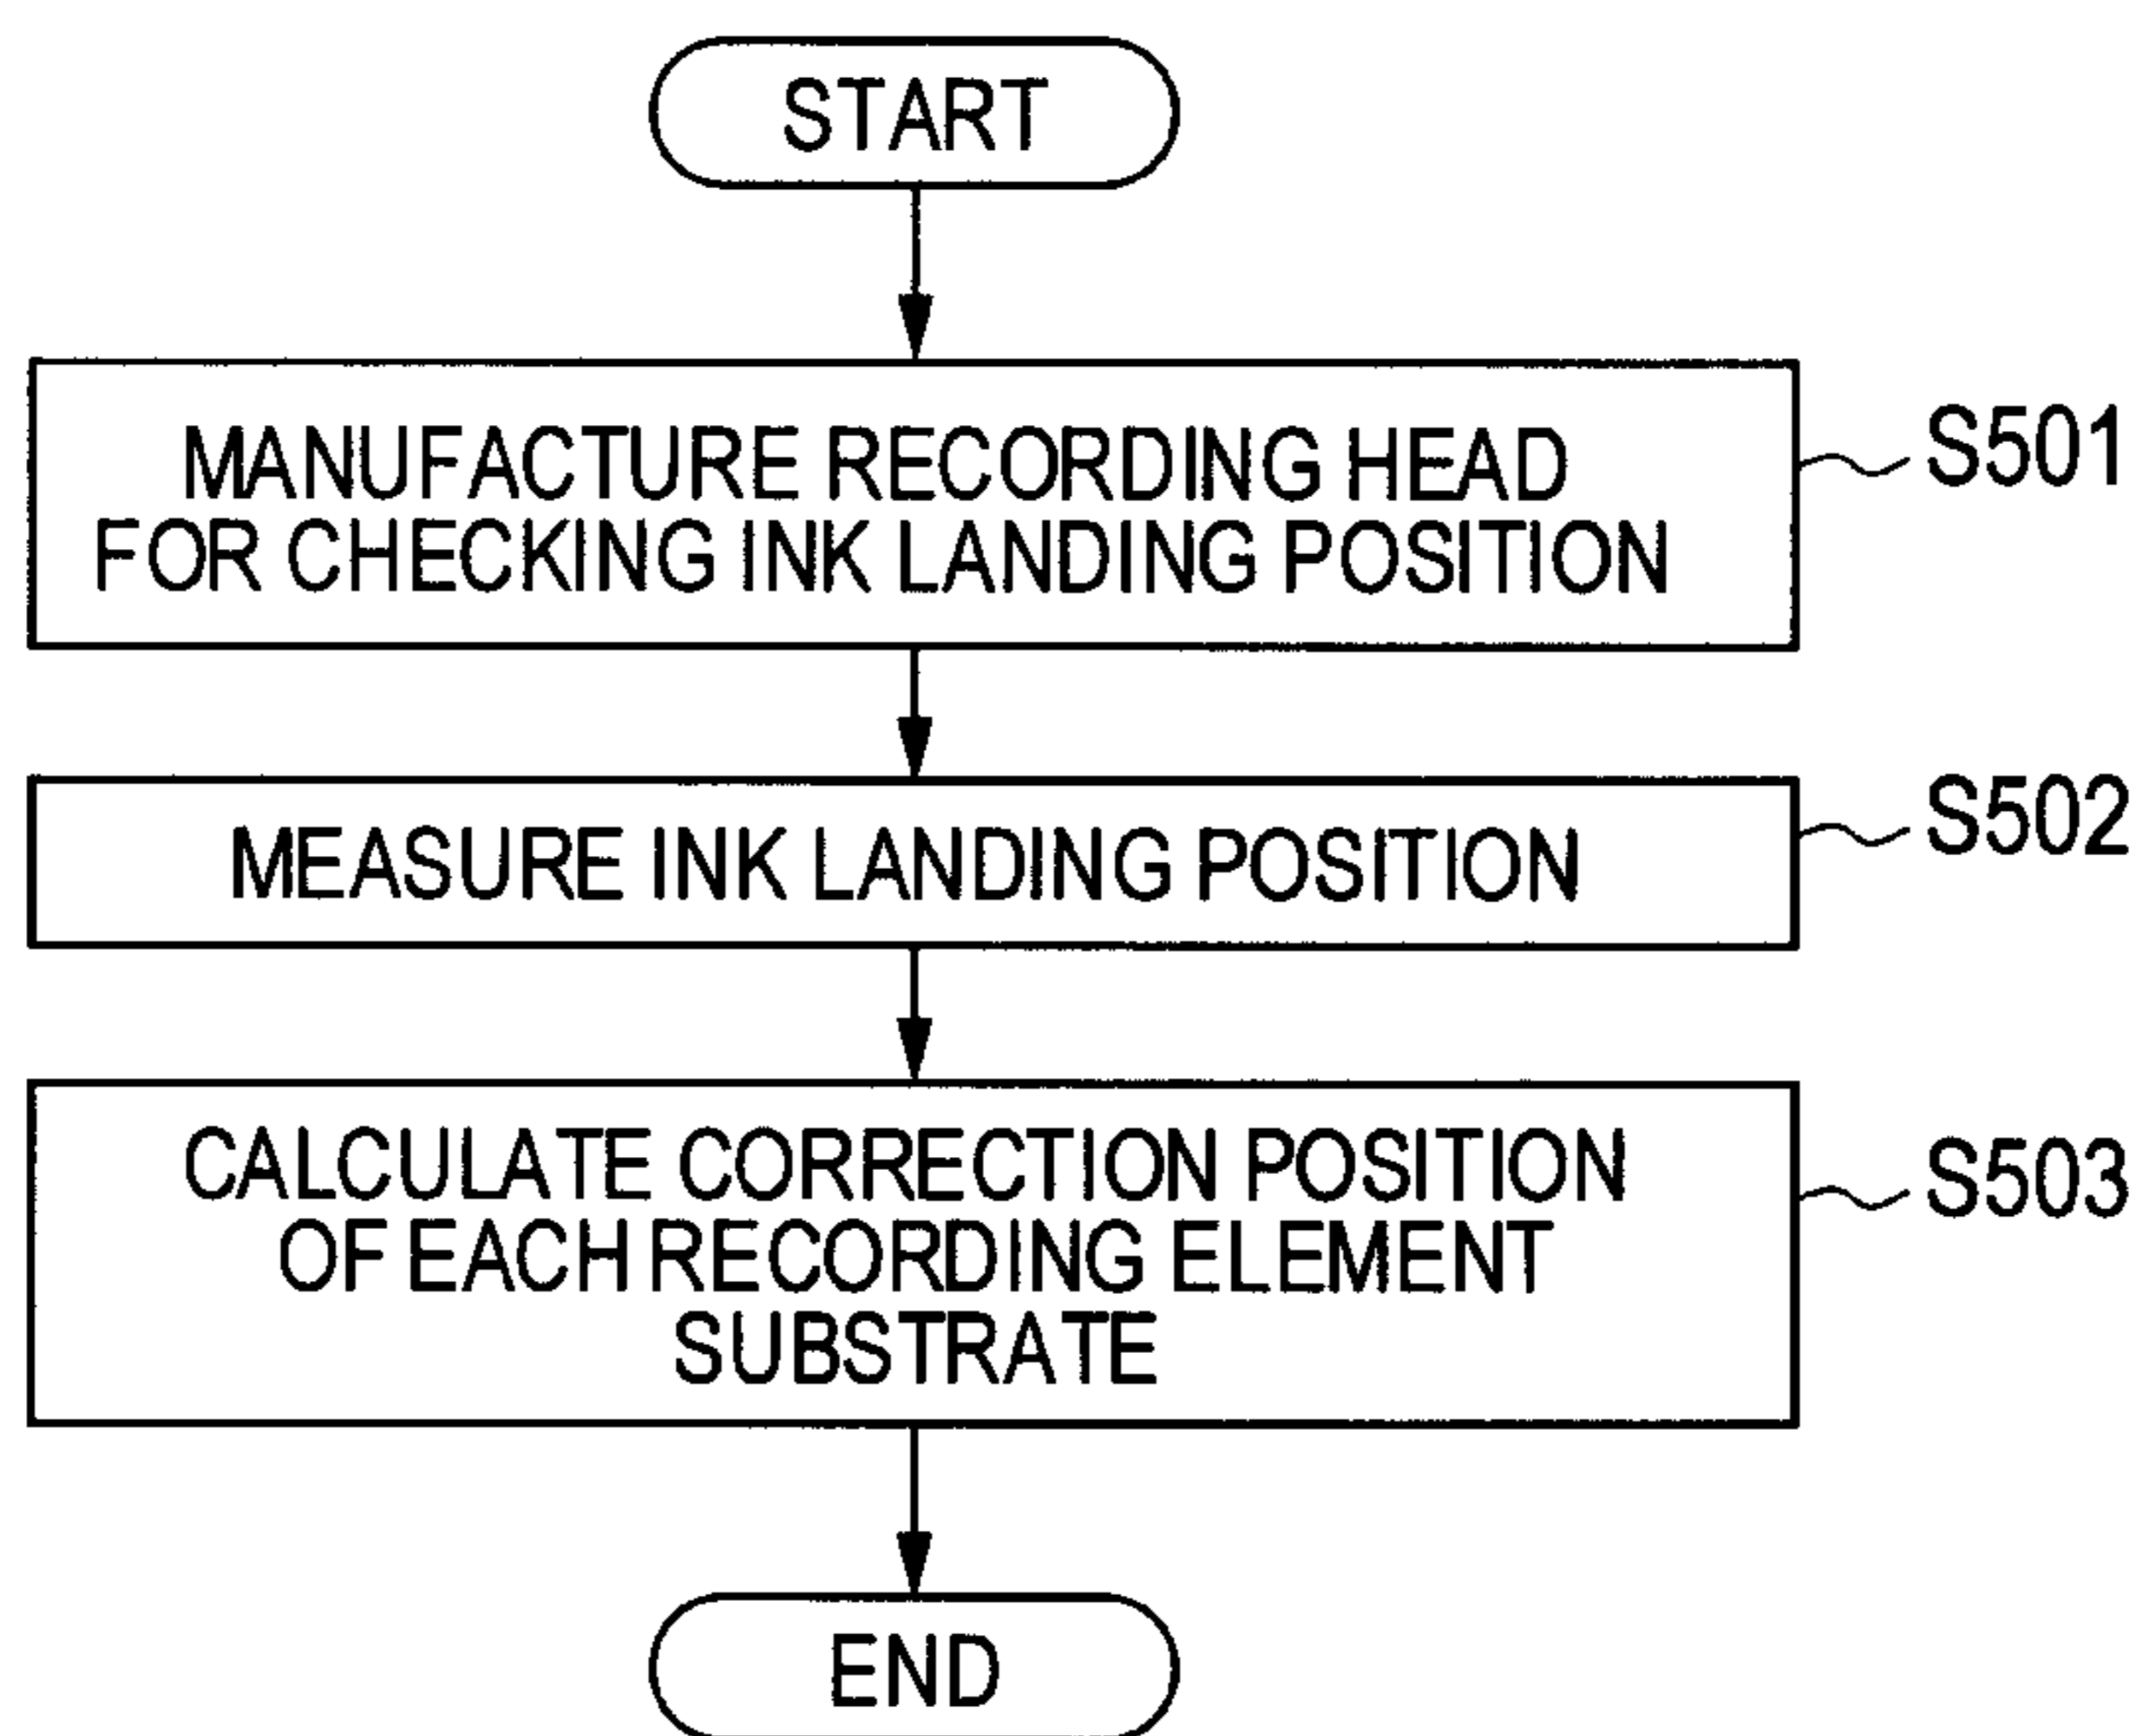 START
MANUFACTURE RECORDING HEAD
FOR CHECKING INK LANDING POSITION
S501
MEASURE INK LANDING POSITION
S502
CALCULATE CORRECTION POSITION
OF EACH RECORDING ELEMENT
SUBSTRATE
S503
END